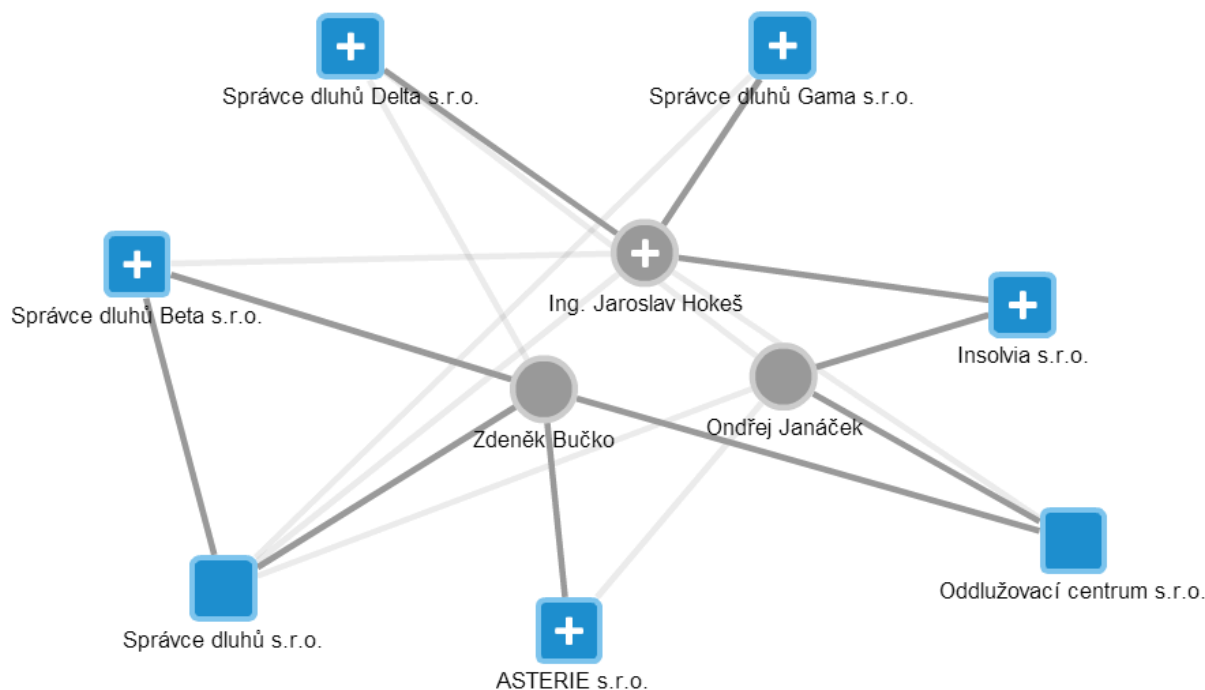 Správce dluhů Delta s.r.o.
Správce dluhů Gama s.r.o.
Ing. Jaroslav Hokeš
Správce dluhů Beta s.r.o.
Insolvia s.r.o.
Ondřej Janáček
Zdeněk Bučko
Oddlužovací centrum s.r.o.
Správce dluhů s.r.o.
ASTERIE s.r.o.